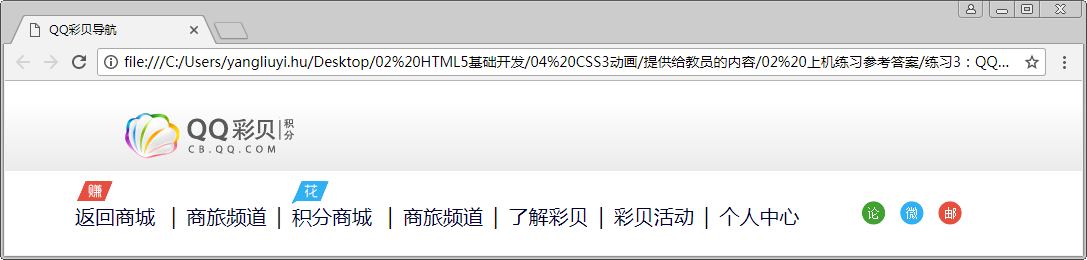 QQ彩贝导航
file:///C:/Users/yangliuyi.hu/Desktop/02%20HTML5基础开发/04%20CSS3动画/提供给教员的内容/02%20上机练习参考答案/练习3：QQ...
QQ彩贝|积分
CB.QQ.COM
赚 花
返回商城 | 商旅频道 | 积分商城 | 商旅频道 | 了解彩贝 | 彩贝活动 | 个人中心 论 微 邮